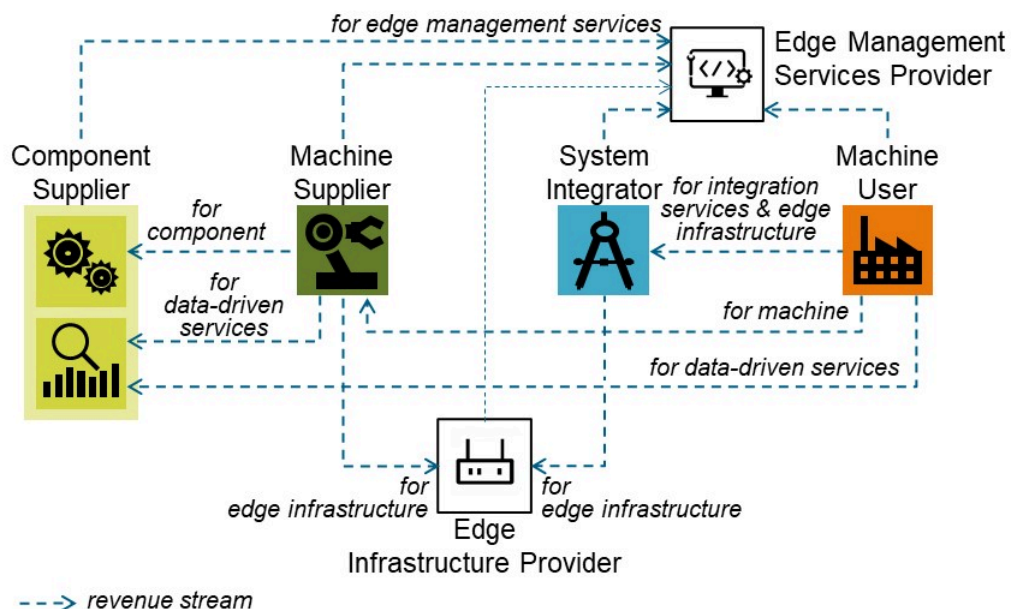 for edge management services
Edge Management
Services Provider
Component
Supplier
Machine
Supplier
System
Integrator
Machine
User
for
component
for integration
services & edge
infrastructure
for
data-driven
services
for machine
for data-driven services
for
edge infrastructure
for
edge infrastructure
Edge
Infrastructure Provider
revenue stream